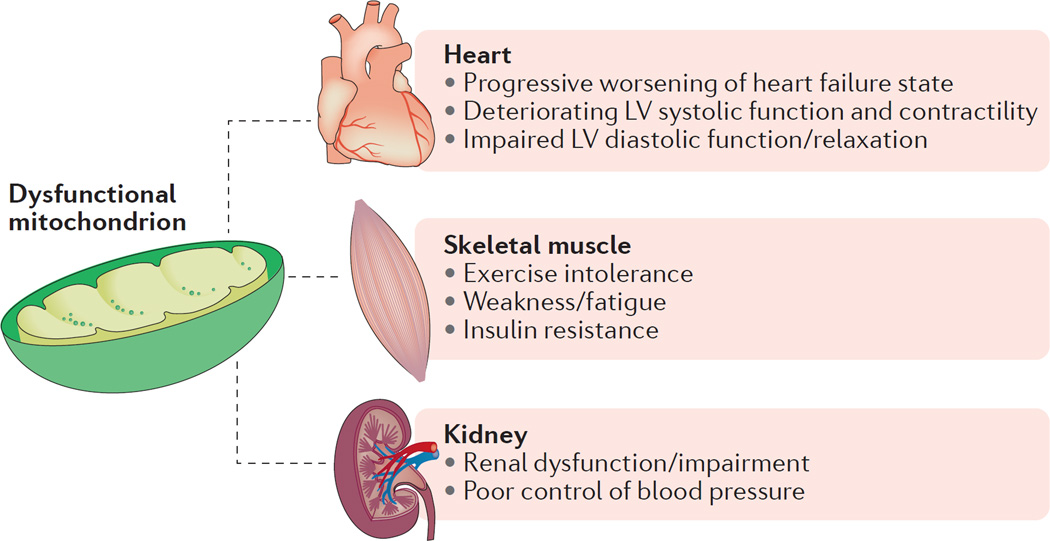 Dysfunctional
mitochondrion
Heart
• Progressive worsening of heart failure state
• Deteriorating LV systolic function and contractility
• Impaired LV diastolic function/relaxation
Skeletal muscle
• Exercise intolerance
• Weakness/fatigue
• Insulin resistance
Kidney
• Renal dysfunction/impairment
• Poor control of blood pressure